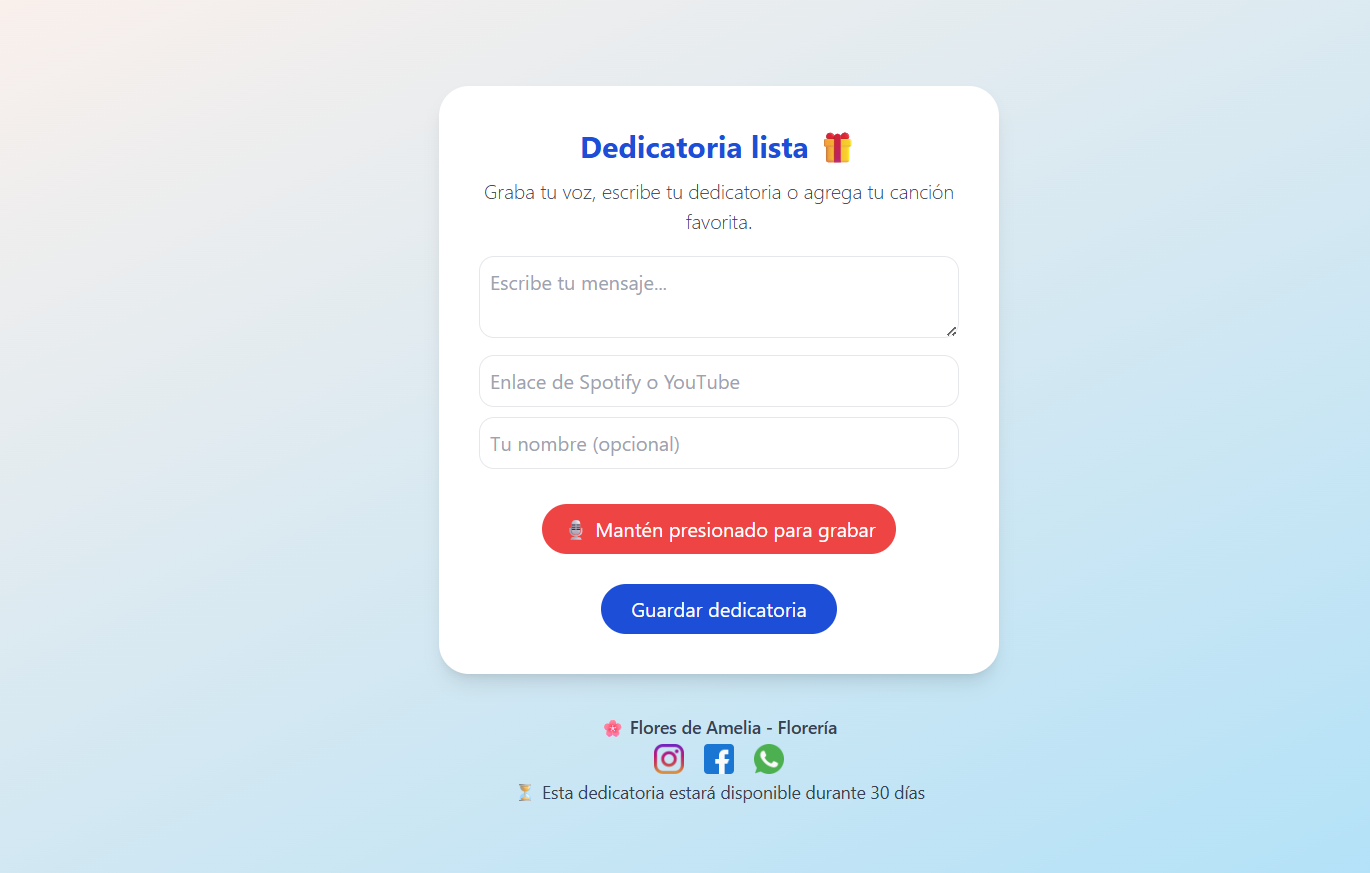 Dedicatoria lista 🎁
Graba tu voz, escribe tu dedicatoria o agrega tu canción
favorita.
Escribe tu mensaje...
Enlace de Spotify o YouTube
Tu nombre (opcional)
🎙️ Mantén presionado para grabar
Guardar dedicatoria
🌸 Flores de Amelia - Florería
⏳ Esta dedicatoria estará disponible durante 30 días